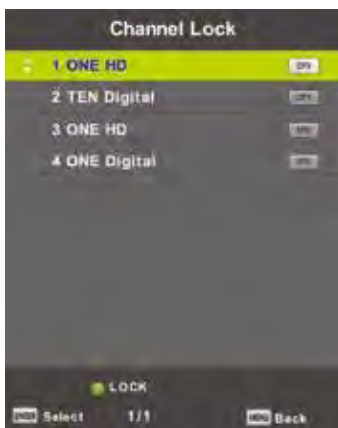 Channel Lock
1 ONE HD
2 TEN Digital
3 ONE HD
4 ONE Digital
LOCK
Select 1/1 Back